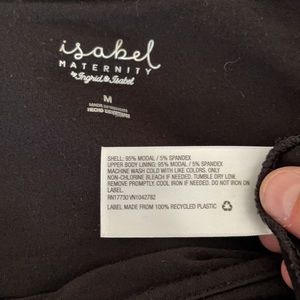 isabel
MATERNITY
by Ingrid & Isabel
M
SHELL: 95% MODAL / 5% SPANDEX
UPPER BODY LINING: 95% MODAL / 5% SPANDEX
MACHINE WASH COLD WITH LIKE COLORS. ONLY
NON-CHLORINE BLEACH IF NEEDED. TUMBLE DRY LOW.
REMOVE PROMPTLY. COOL IRON IF NEEDED. DO NOT IRON ON
LABEL.
RN17730 VN1042782
LABEL MADE FROM 100% RECYCLED PLASTIC